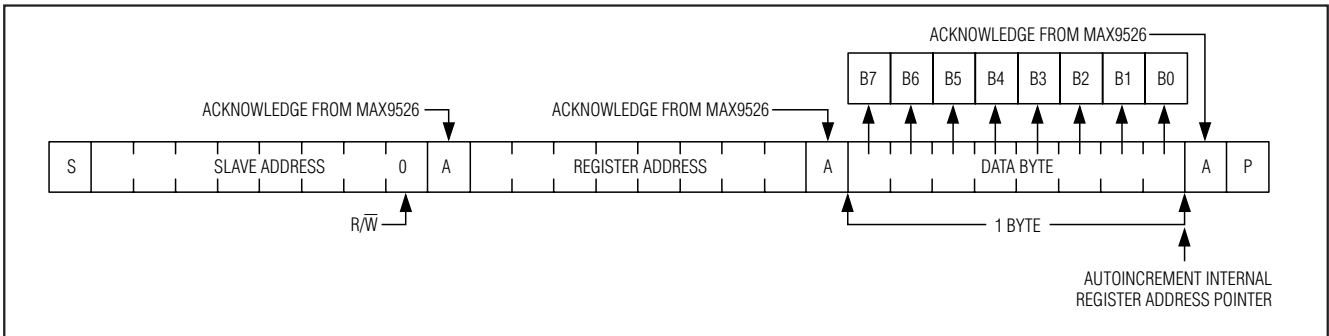 ACKNOWLEDGE FROM MAX9526
B7 B6 B5 B4 B3 B2 B1 B0
ACKNOWLEDGE FROM MAX9526 ACKNOWLEDGE FROM MAX9526
S SLAVE ADDRESS 0 A REGISTER ADDRESS A DATA BYTE A P
R/W̅ 1 BYTE
AUTOINCREMENT INTERNAL
REGISTER ADDRESS POINTER